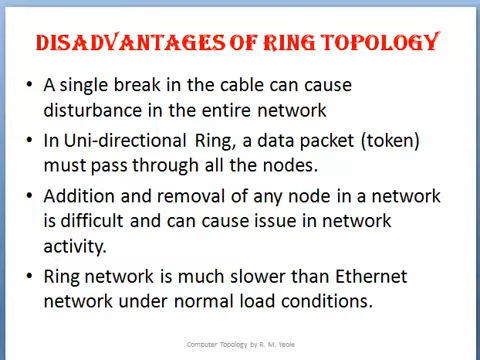 DISADVANTAGES OF RING TOPOLOGY
• A single break in the cable can cause
disturbance in the entire network
• In Uni-directional Ring, a data packet (token)
must pass through all the nodes.
• Addition and removal of any node in a network
is difficult and can cause issue in network
activity.
• Ring network is much slower than Ethernet
network under normal load conditions.
Computer Topology by R. M. Yeole